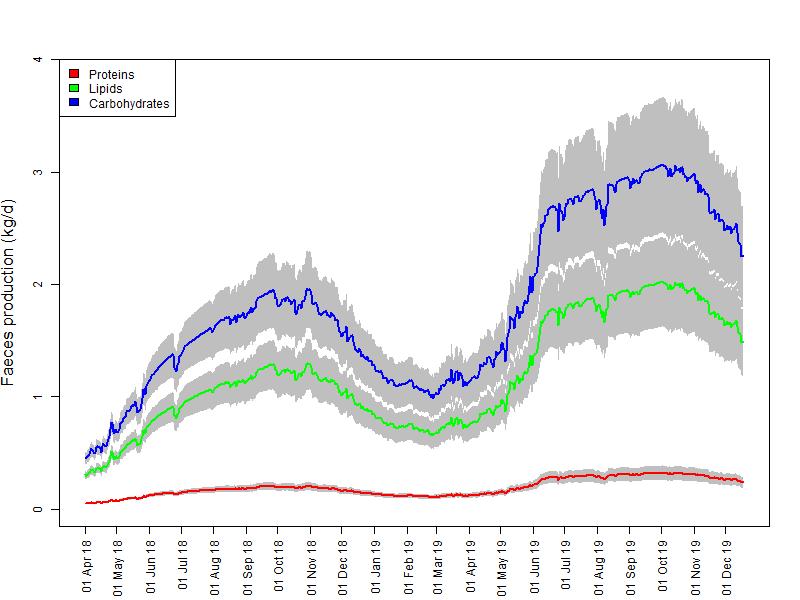 Proteins
Lipids
Carbohydrates
Faeces production (kg/d)
4
3
2
1
0
01 Apr 18
01 May 18
01 Jun 18
01 Jul 18
01 Aug 18
01 Sep 18
01 Oct 18
01 Nov 18
01 Dec 18
01 Jan 19
01 Feb 19
01 Mar 19
01 Apr 19
01 May 19
01 Jun 19
01 Jul 19
01 Aug 19
01 Sep 19
01 Oct 19
01 Nov 19
01 Dec 19